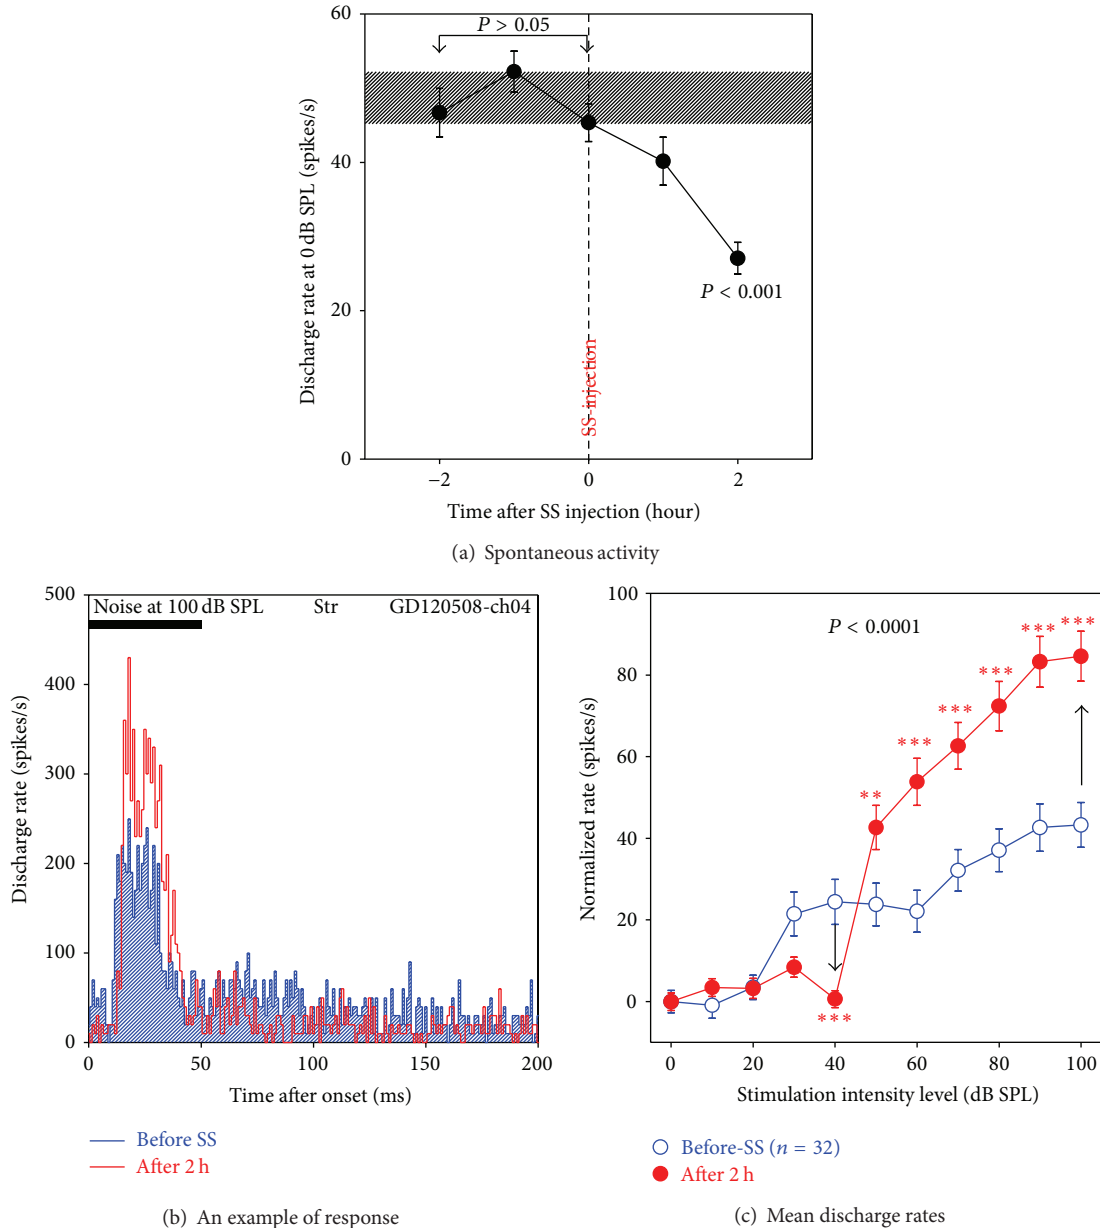 60
40
20
0
Discharge rate at 0 dB SPL (spikes/s)
P > 0.05
P < 0.001
SS-injection
−2
0
2
Time after SS injection (hour)
(a) Spontaneous activity
500
400
300
200
100
0
Discharge rate (spikes/s)
Noise at 100 dB SPL Str GD120508-ch04
0
50
100
150
200
Time after onset (ms)
Before SS
After 2 h
(b) An example of response
100
80
60
40
20
0
Normalized rate (spikes/s)
P < 0.0001
***
**
***
***
***
***
***
0
20
40
60
80
100
Stimulation intensity level (dB SPL)
Before-SS (n = 32)
After 2 h
(c) Mean discharge rates